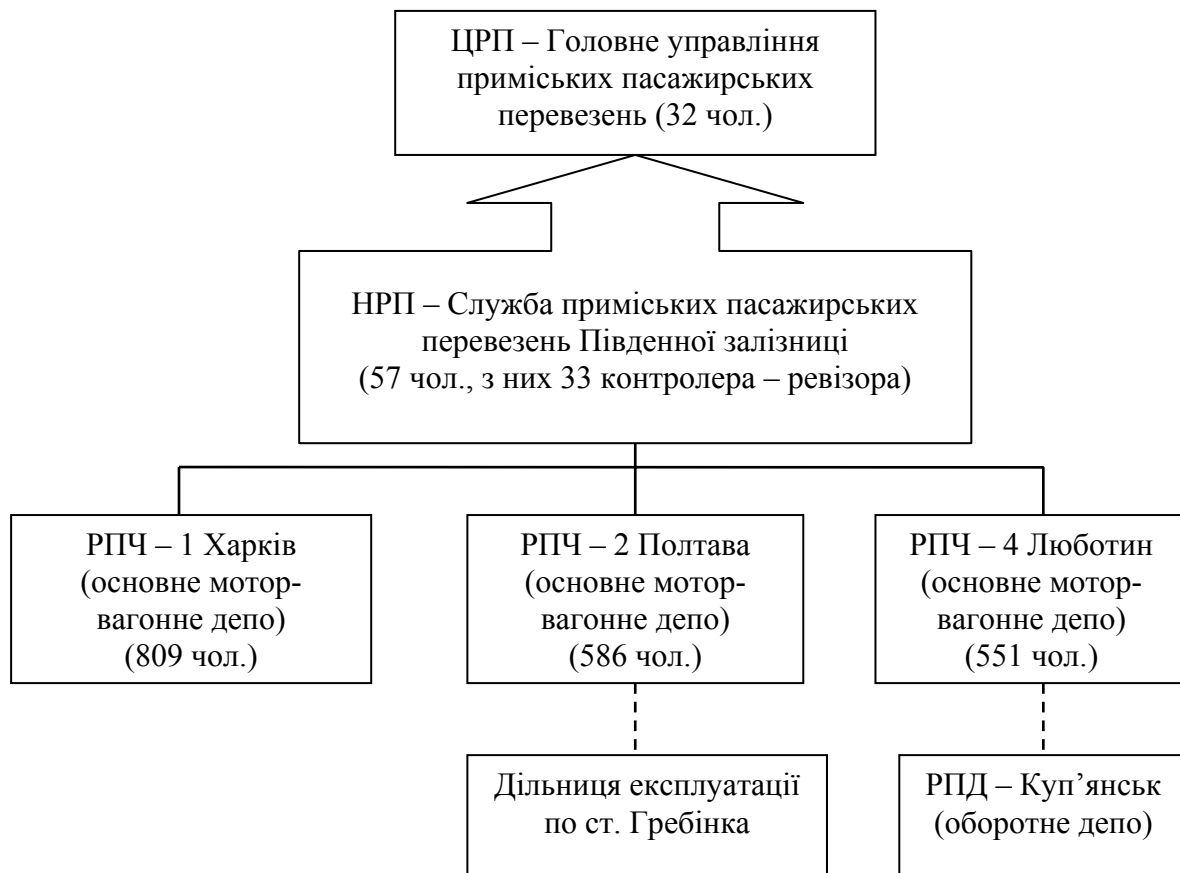 ЦРП – Головне управління
приміських пасажирських
перевезень (32 чол.)
НРП – Служба приміських пасажирських
перевезень Південної залізниці
(57 чол., з них 33 контролера – ревізора)
РПЧ – 1 Харків
(основне мотор-
вагонне депо)
(809 чол.)
РПЧ – 2 Полтава
(основне мотор-
вагонне депо)
(586 чол.)
РПЧ – 4 Люботин
(основне мотор-
вагонне депо)
(551 чол.)
Дільниця експлуатації
по ст. Гребінка
РПД – Куп’янськ
(оборотне депо)